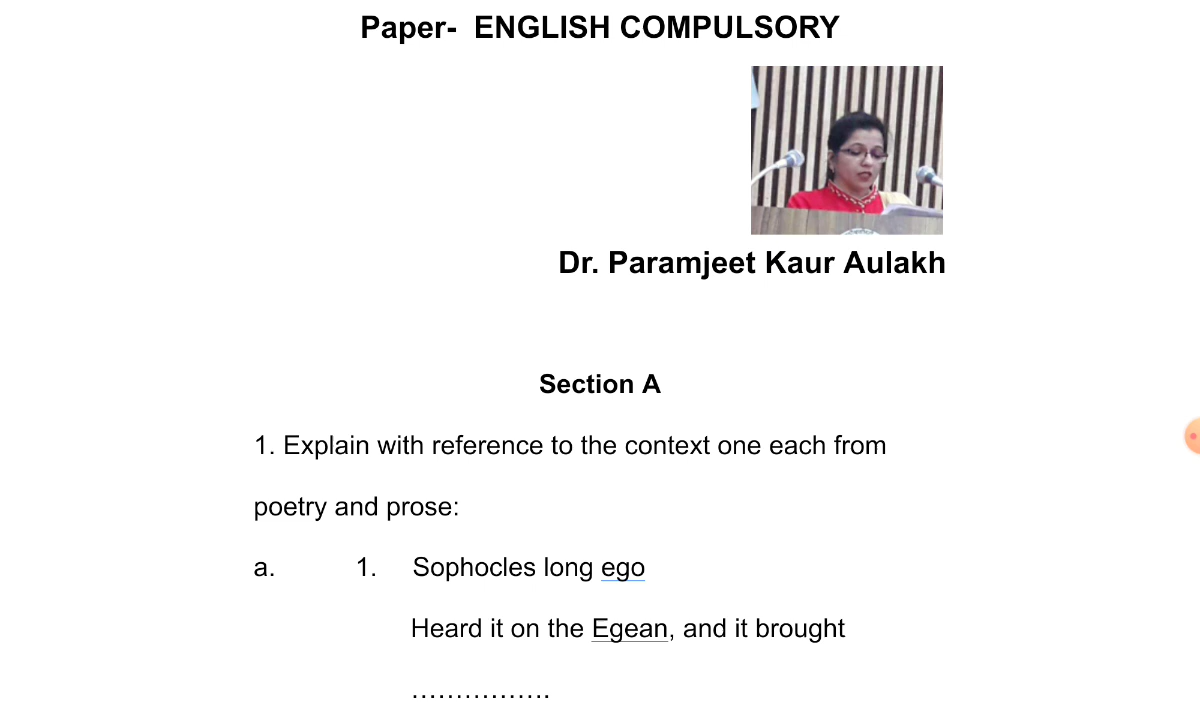 Paper- ENGLISH COMPULSORY
Dr. Paramjeet Kaur Aulakh
Section A
1. Explain with reference to the context one each from
poetry and prose:
a. 1. Sophocles long ego
Heard it on the Egean, and it brought
................